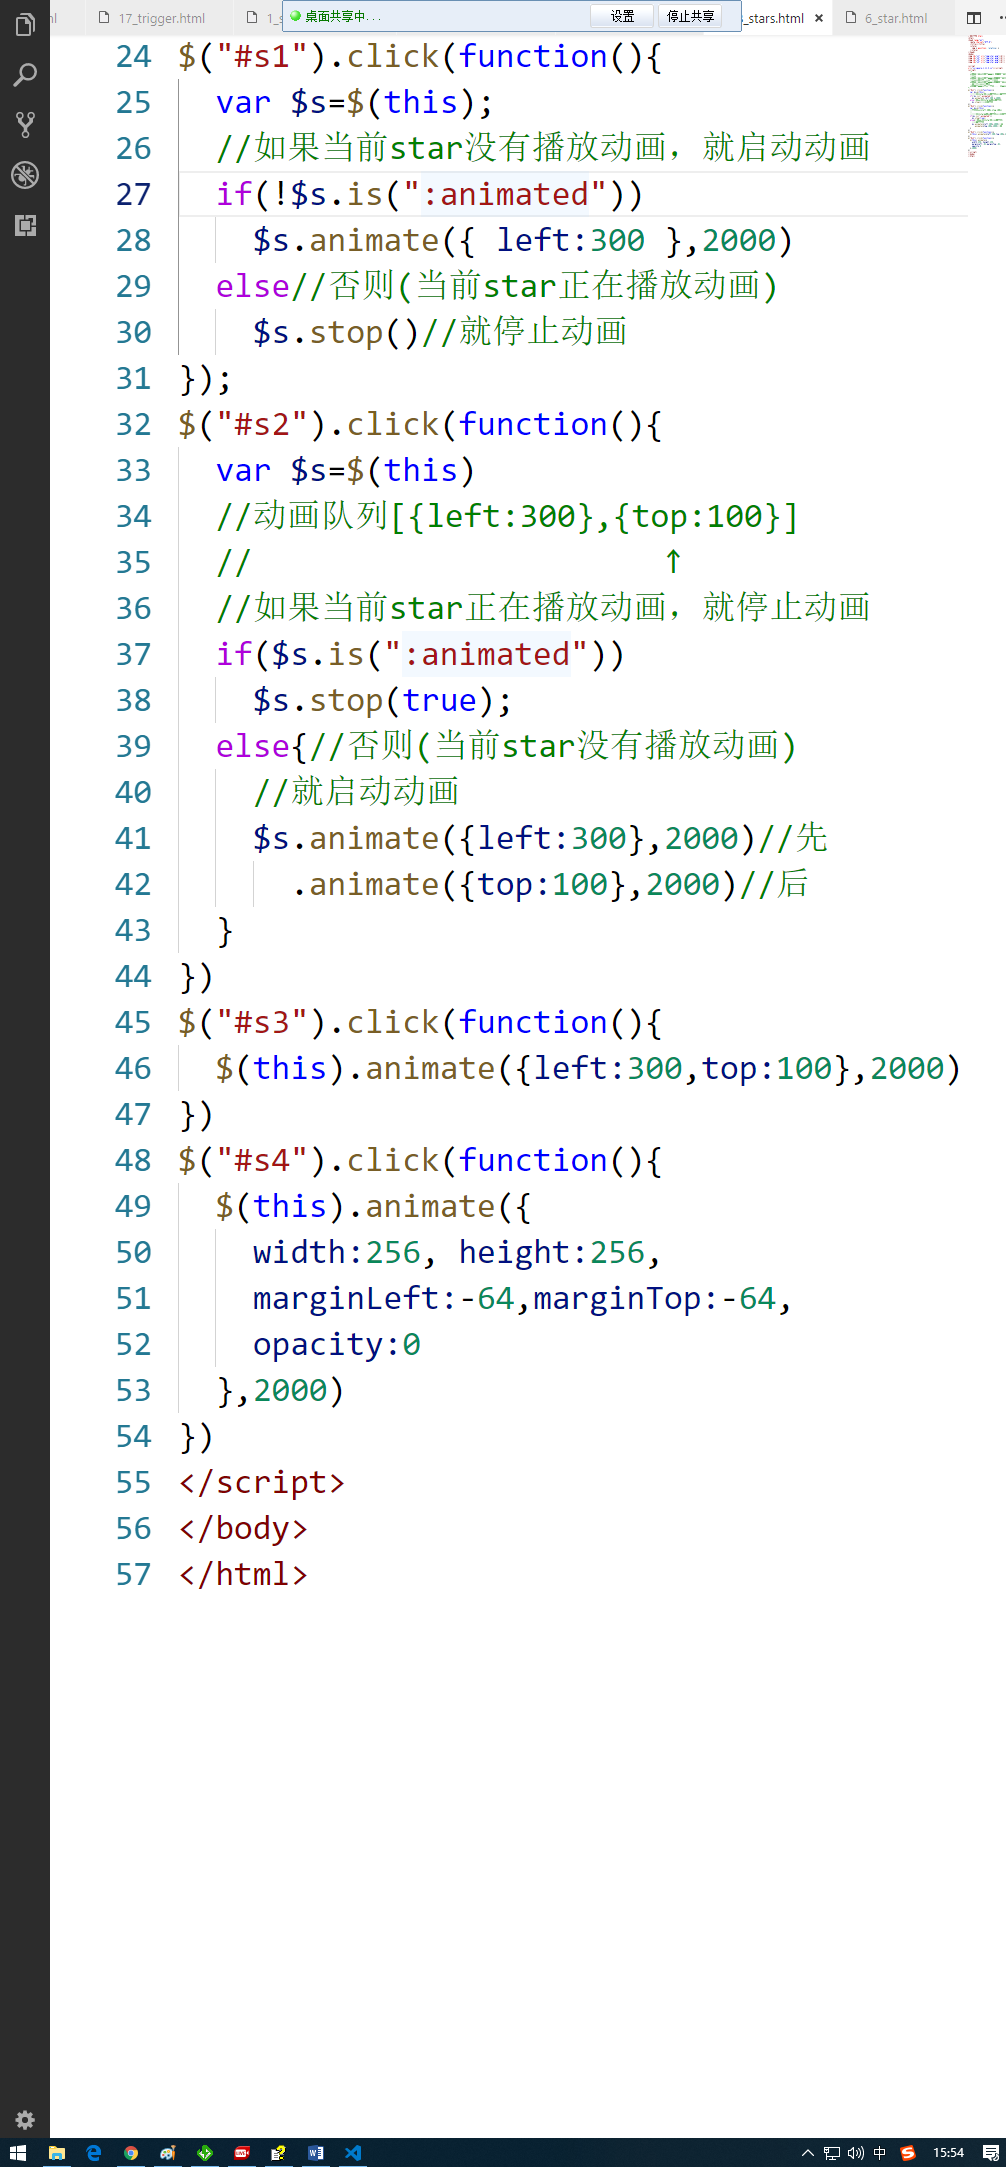 17_trigger.html
桌面共享中...
设置
停止共享
_stars.html
6_star.html
24 $("#s1").click(function(){
25 var $s=$(this);
26 //如果当前star没有播放动画，就启动动画
27 if(!$s.is(":animated"))
28 $s.animate({ left:300 },2000)
29 else//否则(当前star正在播放动画)
30 $s.stop()//就停止动画
31 });
32 $("#s2").click(function(){
33 var $s=$(this)
34 //动画队列[{left:300},{top:100}]
35 // ↑
36 //如果当前star正在播放动画，就停止动画
37 if($s.is(":animated"))
38 $s.stop(true);
39 else{//否则(当前star没有播放动画)
40 //就启动动画
41 $s.animate({left:300},2000)//先
42 .animate({top:100},2000)//后
43 }
44 })
45 $("#s3").click(function(){
46 $(this).animate({left:300,top:100},2000)
47 })
48 $("#s4").click(function(){
49 $(this).animate({
50 width:256, height:256,
51 marginLeft:-64,marginTop:-64,
52 opacity:0
53 },2000)
54 })
55 </script>
56 </body>
57 </html>
中
15:54